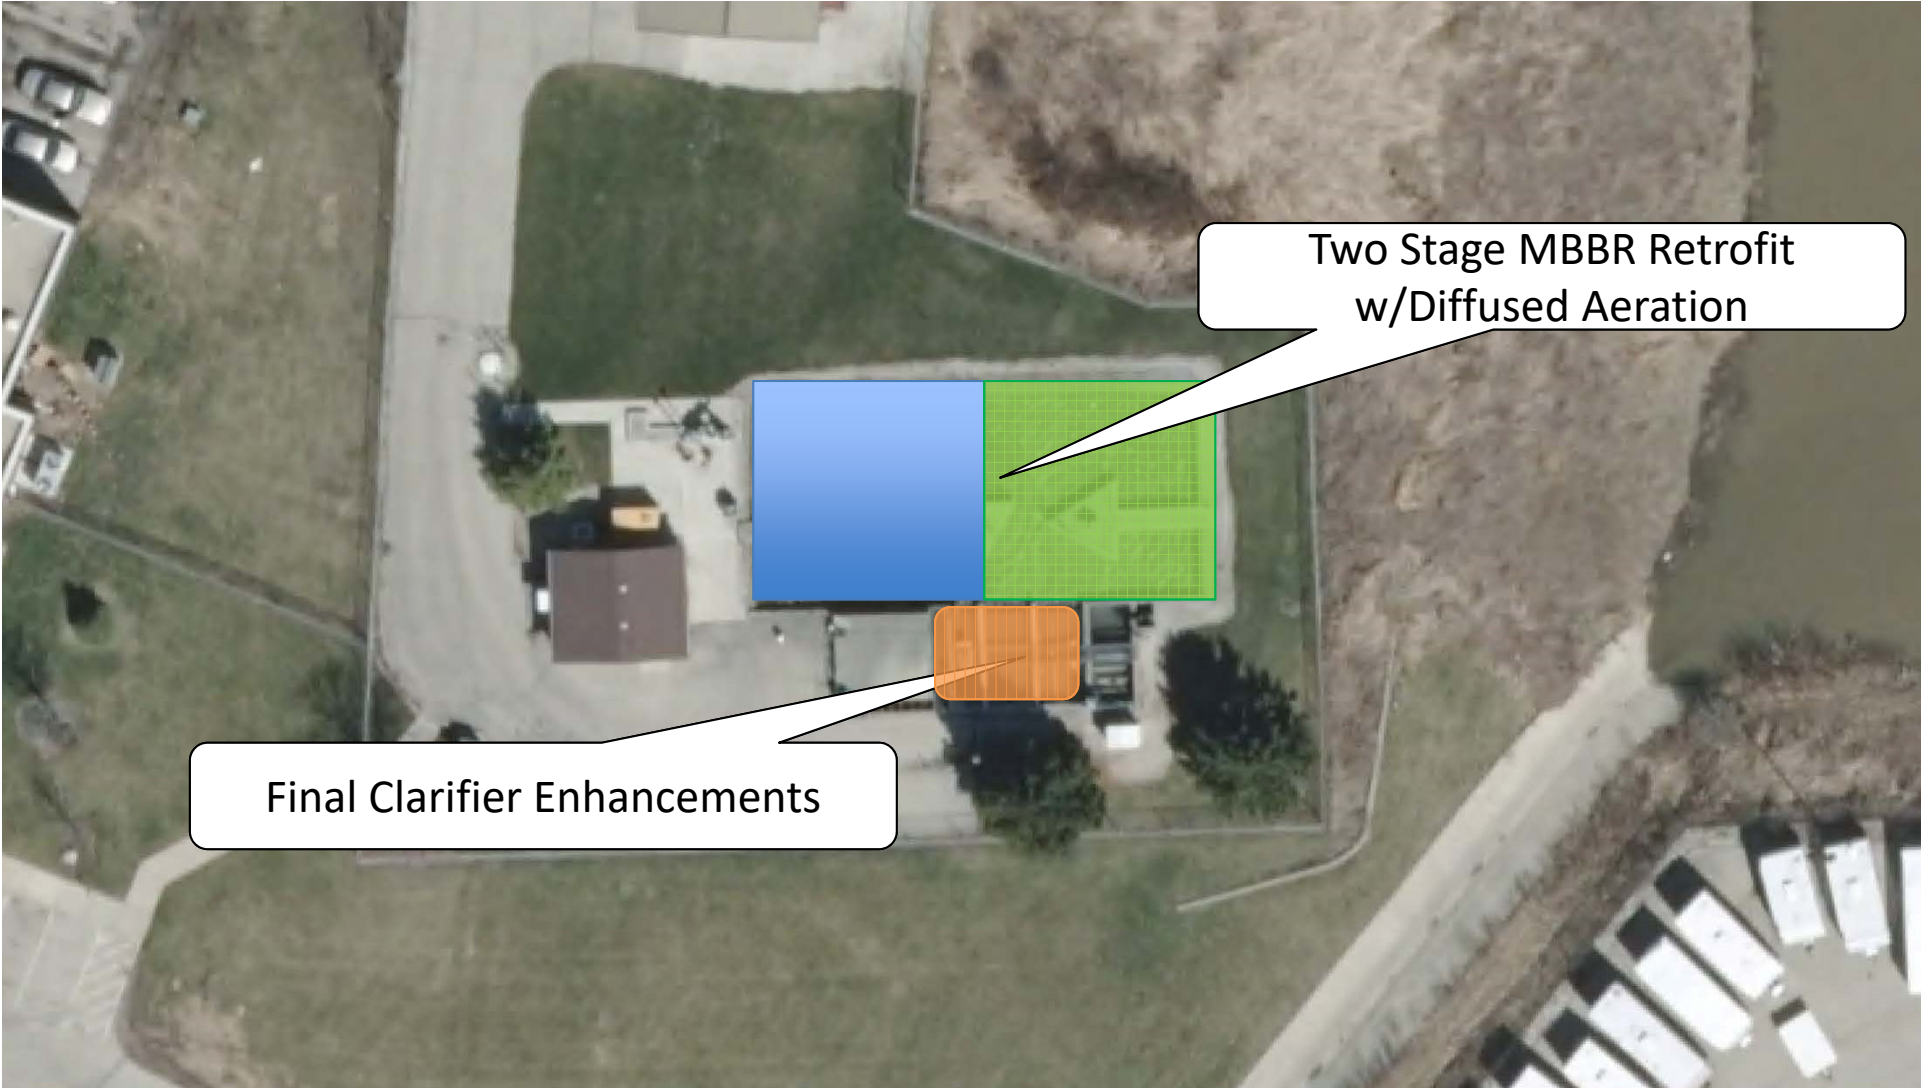 Two Stage MBBR Retrofit
w/Diffused Aeration
Final Clarifier Enhancements